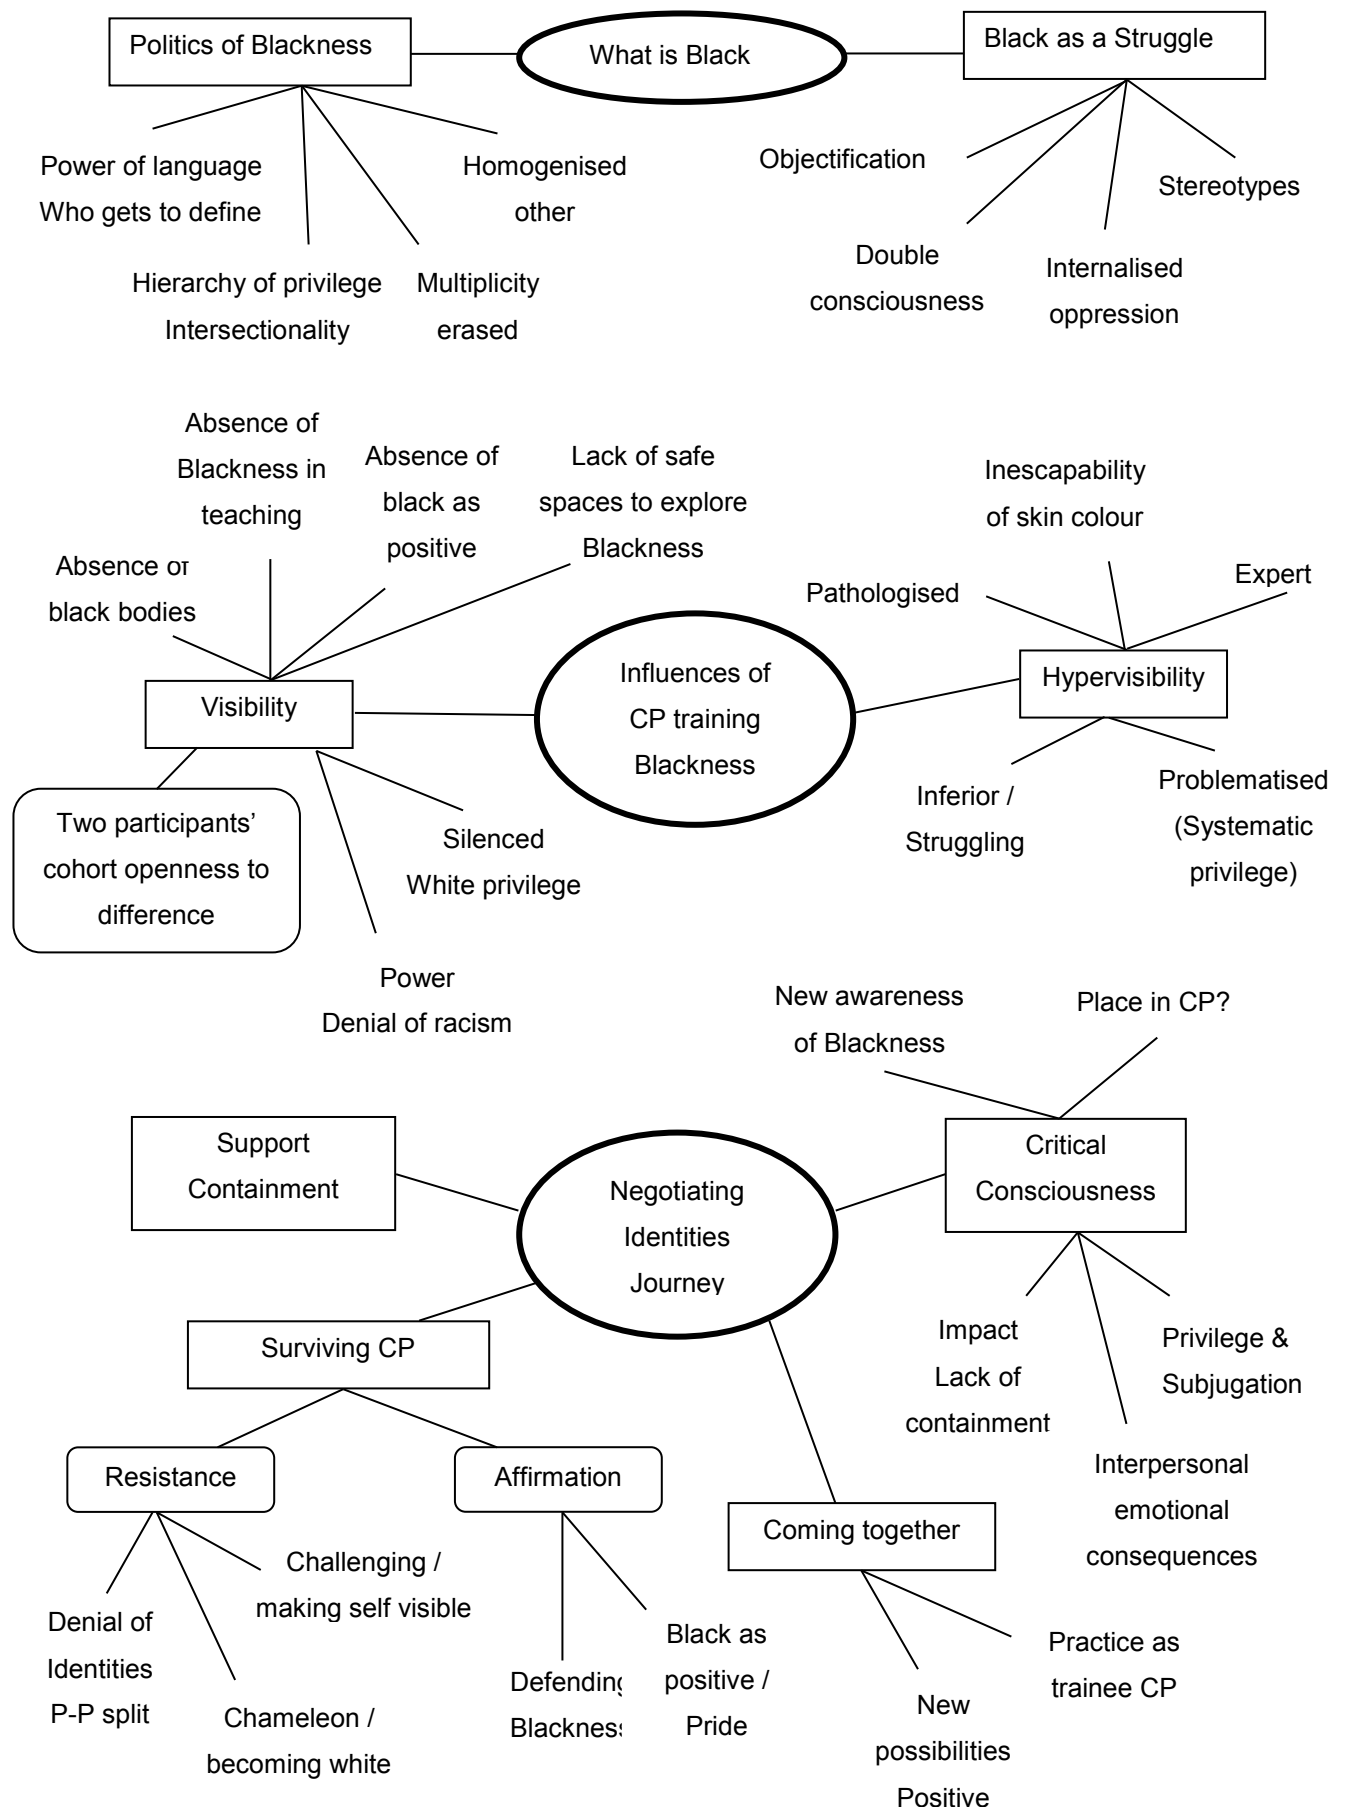 Politics of Blackness
What is Black
Black as a Struggle
Power of language
Who gets to define
Homogenised
other
Hierarchy of privilege
Intersectionality
Multiplicity
erased
Objectification
Stereotypes
Double
consciousness
Internalised
oppression
Absence of
Blackness in
teaching
Absence of
black as
positive
Lack of safe
spaces to explore
Blackness
Absence of
black bodies
Inescapability
of skin colour
Pathologised
Expert
Visibility
Influences of
CP training
Blackness
Hypervisibility
Two participants’
cohort openness to
difference
Silenced
White privilege
Power
Denial of racism
Inferior /
Struggling
Problematised
(Systematic
privilege)
New awareness
of Blackness
Place in CP?
Support
Containment
Negotiating
Identities
Journey
Critical
Consciousness
Surviving CP
Impact
Lack of
containment
Privilege &
Subjugation
Interpersonal
emotional
consequences
Resistance
Affirmation
Coming together
Denial of
Identities
P-P split
Challenging /
making self visible
Chameleon /
becoming white
Defending
Blackness
Black as
positive /
Pride
New
possibilities
Positive
Practice as
trainee CP